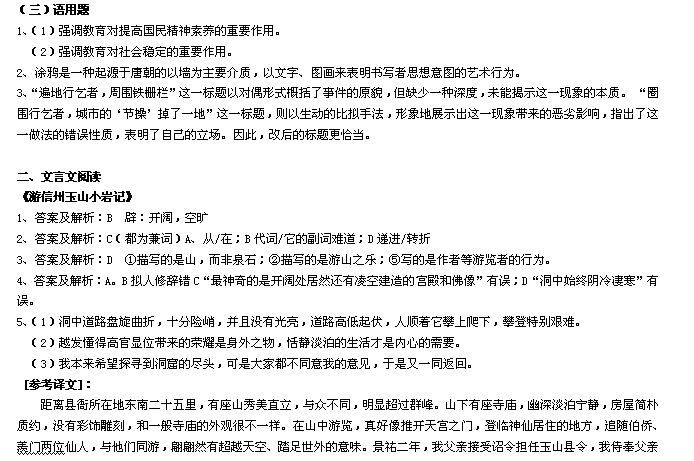 （三）语用题
1、（1）强调教育对提高国民精神素养的重要作用。
（2）强调教育对社会稳定的重要作用。
2、涂鸦是一种起源于唐朝的以墙为主要介质，以文字、图画来表明书写者思想意图的艺术行为。
3、“遍地行乞者，周围铁栅栏”这一标题以对偶形式概括了事件的原貌，但缺少一种深度，未能揭示这一现象的本质。 “圈
围行乞者，城市的‘节操’掉了一地”这一标题，则以生动的比拟手法，形象地展示出这一现象带来的恶劣影响，指出了这
一做法的错误性质，表明了自己的立场。因此，改后的标题更恰当。
二、文言文阅读
《游信州玉山小岩记》
1、答案及解析：B 辟：开阔，空旷
2、答案及解析：C（都为兼词）A、从/在；B代词/它的副词难道；D递进/转折
3、答案及解析：D ①描写的是山，而非泉石；②描写的是游山之乐；⑤写的是作者等游览者的行为。
4、答案及解析：A。B拟人修辞错C“最神奇的是开阔处居然还有凌空建造的宫殿和佛像”有误；D“洞中始终阴冷凄寒”有
误。
5、（1）洞中道路盘旋曲折，十分险峭，并且没有光亮，道路高低起伏，人顺着它攀上爬下，攀登特别艰难。
（2）越发懂得高官显位带来的荣耀是身外之物，恬静淡泊的生活才是内心的需要。
（3）我本来希望探寻到洞窟的尽头，可是大家都不同意我的意见，于是又一同返回。
[参考译文]：
距离县衙所在地东南二十五里，有座山秀美直立，与众不同，明显超过群峰。山下有座寺庙，幽深淡泊宁静，房屋简朴
质约，没有彩饰雕刻，和一般寺庙的外观很不一样。在山中游览，真好像推开天宫之门，登临神仙居住的地方，追随伯侨、
羡门两位仙人，与他们同游，翩翩然有超越天空、踏足世外的意味。景祐二年，我父亲接受诏令担任玉山县令，我侍奉父亲